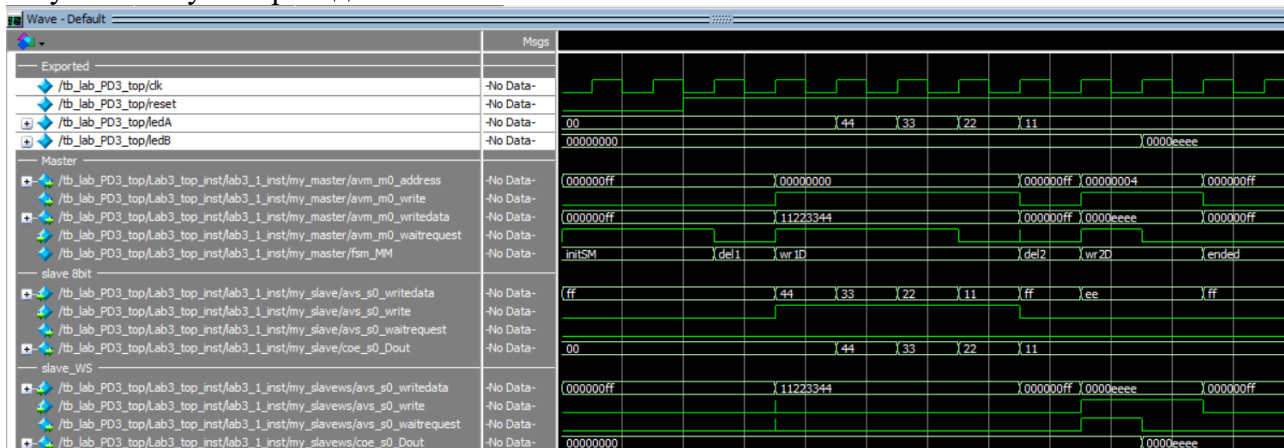 Wave - Default
Msgs
Exported
/tb_lab_PD3_top/clk -No Data-
/tb_lab_PD3_top/reset -No Data-
/tb_lab_PD3_top/ledA -No Data- 00 44 33 22 11
/tb_lab_PD3_top/ledB -No Data- 00000000 0000eeee
Master
/tb_lab_PD3_top/Lab3_top_inst/lab3_1_inst/my_master/avm_m0_address -No Data- 000000ff 00000000 000000ff 00000004 000000ff
/tb_lab_PD3_top/Lab3_top_inst/lab3_1_inst/my_master/avm_m0_write -No Data-
/tb_lab_PD3_top/Lab3_top_inst/lab3_1_inst/my_master/avm_m0_writedata -No Data- 000000ff 11223344 000000ff 0000eeee 000000ff
/tb_lab_PD3_top/Lab3_top_inst/lab3_1_inst/my_master/avm_m0_waitrequest -No Data-
/tb_lab_PD3_top/Lab3_top_inst/lab3_1_inst/my_master/fsm_MM -No Data- initSM del1 wr1D del2 wr2D ended
slave 8bit
/tb_lab_PD3_top/Lab3_top_inst/lab3_1_inst/my_slave/avs_s0_writedata -No Data- ff 44 33 22 11 ff ee ff
/tb_lab_PD3_top/Lab3_top_inst/lab3_1_inst/my_slave/avs_s0_write -No Data-
/tb_lab_PD3_top/Lab3_top_inst/lab3_1_inst/my_slave/avs_s0_waitrequest -No Data-
/tb_lab_PD3_top/Lab3_top_inst/lab3_1_inst/my_slave/coe_s0_Dout -No Data- 00 44 33 22 11
slave_WS
/tb_lab_PD3_top/Lab3_top_inst/lab3_1_inst/my_slavews/avs_s0_writedata -No Data- 000000ff 11223344 000000ff 0000eeee 000000ff
/tb_lab_PD3_top/Lab3_top_inst/lab3_1_inst/my_slavews/avs_s0_write -No Data-
/tb_lab_PD3_top/Lab3_top_inst/lab3_1_inst/my_slavews/avs_s0_waitrequest -No Data-
/tb_lab_PD3_top/Lab3_top_inst/lab3_1_inst/my_slavews/coe_s0_Dout -No Data- 00000000 0000eeee